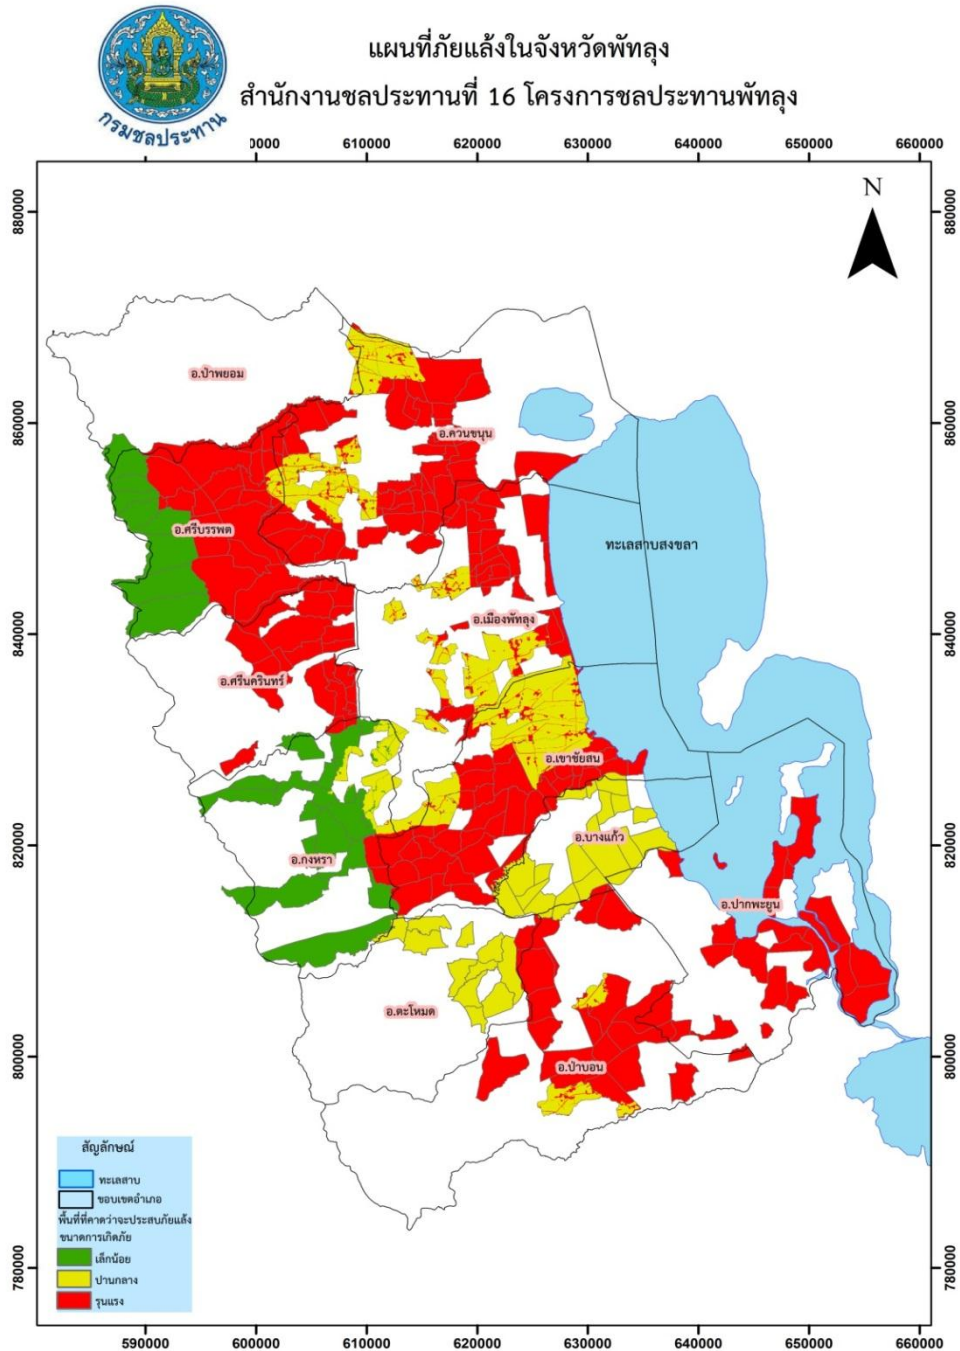 แผนที่ภัยแล้งในจังหวัดพัทลุง
สำนักงานชลประทานที่ 16 โครงการชลประทานพัทลุง
กรมชลประทาน
00000 610000 620000 630000 640000 650000 660000
N
880000 880000
อ.ป่าพยอม
860000 860000
อ.ควนขนุน
อ.ศรีบรรพต
ทะเลสาบสงขลา
อ.เมืองพัทลุง
840000 840000
อ.ศรีนครินทร์
อ.เขาชัยสน
อ.บางแก้ว
820000 820000
อ.กงหรา
อ.ปากพะยูน
อ.ตะโหมด
800000 800000
อ.ป่าบอน
สัญลักษณ์
ทะเลสาบ
ขอบเขตอำเภอ
พื้นที่ที่คาดว่าจะประสบภัยแล้ง
ขนาดการเกิดภัย
เล็กน้อย
ปานกลาง
รุนแรง
780000 780000
590000 600000 610000 620000 630000 640000 650000 660000